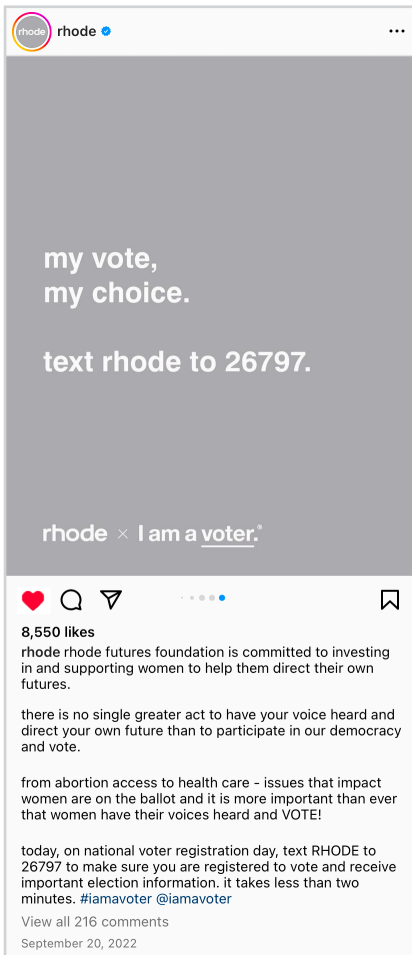 rhode
rhode
my vote,
my choice.
text rhode to 26797.
rhode × I am a voter.®
8,550 likes
rhode rhode futures foundation is committed to investing
in and supporting women to help them direct their own
futures.
there is no single greater act to have your voice heard and
direct your own future than to participate in our democracy
and vote.
from abortion access to health care - issues that impact
women are on the ballot and it is more important than ever
that women have their voices heard and VOTE!
today, on national voter registration day, text RHODE to
26797 to make sure you are registered to vote and receive
important election information. it takes less than two
minutes. #iamavoter @iamavoter
View all 216 comments
September 20, 2022